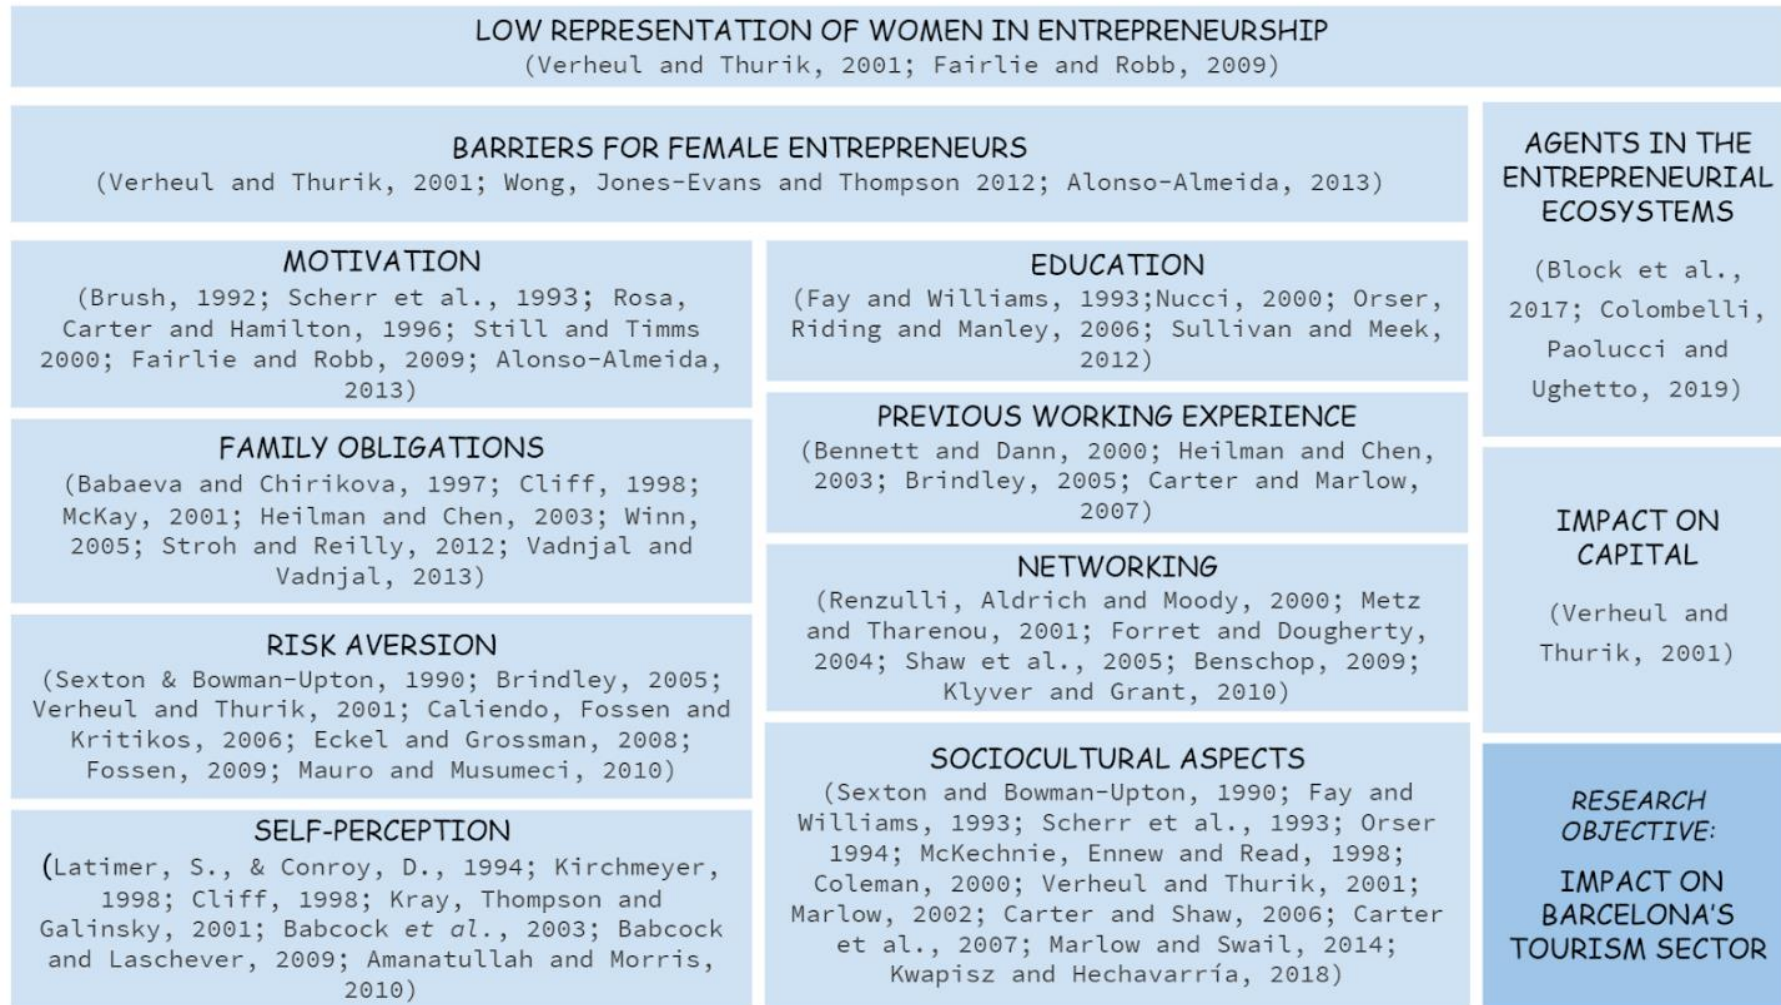 LOW REPRESENTATION OF WOMEN IN ENTREPRENEURSHIP
(Verheul and Thurik, 2001; Fairlie and Robb, 2009)
BARRIERS FOR FEMALE ENTREPRENEURS
(Verheul and Thurik, 2001; Wong, Jones-Evans and Thompson 2012; Alonso-Almeida, 2013)
MOTIVATION
(Brush, 1992; Scherr et al., 1993; Rosa,
Carter and Hamilton, 1996; Still and Timms
2000; Fairlie and Robb, 2009; Alonso-Almeida,
2013)
FAMILY OBLIGATIONS
(Babaeva and Chirikova, 1997; Cliff, 1998;
McKay, 2001; Heilman and Chen, 2003; Winn,
2005; Stroh and Reilly, 2012; Vadnjal and
Vadnjal, 2013)
RISK AVERSION
(Sexton & Bowman-Upton, 1990; Brindley, 2005;
Verheul and Thurik, 2001; Caliendo, Fossen and
Kritikos, 2006; Eckel and Grossman, 2008;
Fossen, 2009; Mauro and Musumeci, 2010)
SELF-PERCEPTION
(Latimer, S., & Conroy, D., 1994; Kirchmeyer,
1998; Cliff, 1998; Kray, Thompson and
Galinsky, 2001; Babcock et al., 2003; Babcock
and Laschever, 2009; Amanatullah and Morris,
2010)
EDUCATION
(Fay and Williams, 1993;Nucci, 2000; Orser,
Riding and Manley, 2006; Sullivan and Meek,
2012)
PREVIOUS WORKING EXPERIENCE
(Bennett and Dann, 2000; Heilman and Chen,
2003; Brindley, 2005; Carter and Marlow,
2007)
NETWORKING
(Renzulli, Aldrich and Moody, 2000; Metz
and Tharenou, 2001; Forret and Dougherty,
2004; Shaw et al., 2005; Benschop, 2009;
Klyver and Grant, 2010)
SOCIOCULTURAL ASPECTS
(Sexton and Bowman-Upton, 1990; Fay and
Williams, 1993; Scherr et al., 1993; Orser
1994; McKechnie, Ennew and Read, 1998;
Coleman, 2000; Verheul and Thurik, 2001;
Marlow, 2002; Carter and Shaw, 2006; Carter
et al., 2007; Marlow and Swail, 2014;
Kwapisz and Hechavarría, 2018)
AGENTS IN THE
ENTREPRENEURIAL
ECOSYSTEMS
(Block et al.,
2017; Colombelli,
Paolucci and
Ughetto, 2019)
IMPACT ON
CAPITAL
(Verheul and
Thurik, 2001)
RESEARCH
OBJECTIVE:
IMPACT ON
BARCELONA'S
TOURISM SECTOR